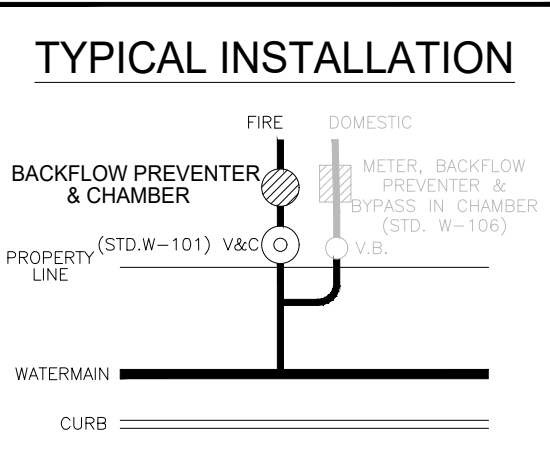 TYPICAL INSTALLATION
FIRE
DOMESTIC
BACKFLOW PREVENTER
& CHAMBER
METER, BACKFLOW
PREVENTER &
BYPASS IN CHAMBER
(STD. W-106)
(STD.W-101) V&C
V.B.
PROPERTY
LINE
WATERMAIN
CURB